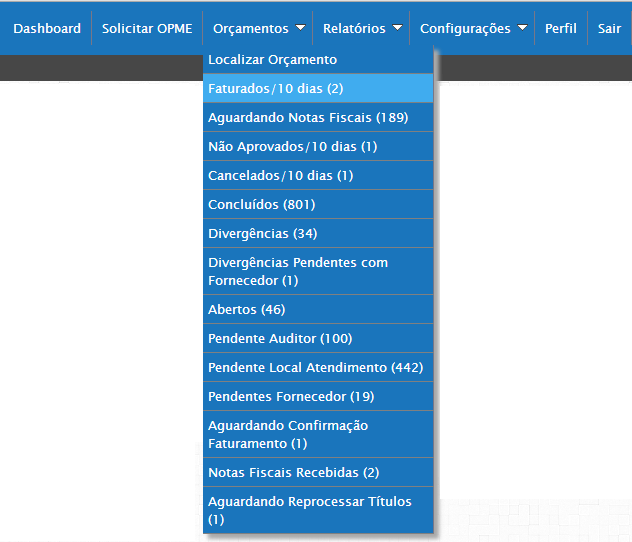 Dashboard Solicitar OPME Orçamentos Relatórios Configurações Perfil Sair
Localizar Orçamento
Faturados/10 dias (2)
Aguardando Notas Fiscais (189)
Não Aprovados/10 dias (1)
Cancelados/10 dias (1)
Concluídos (801)
Divergências (34)
Divergências Pendentes com
Fornecedor (1)
Abertos (46)
Pendente Auditor (100)
Pendente Local Atendimento (442)
Pendentes Fornecedor (19)
Aguardando Confirmação
Faturamento (1)
Notas Fiscais Recebidas (2)
Aguardando Reprocessar Títulos
(1)